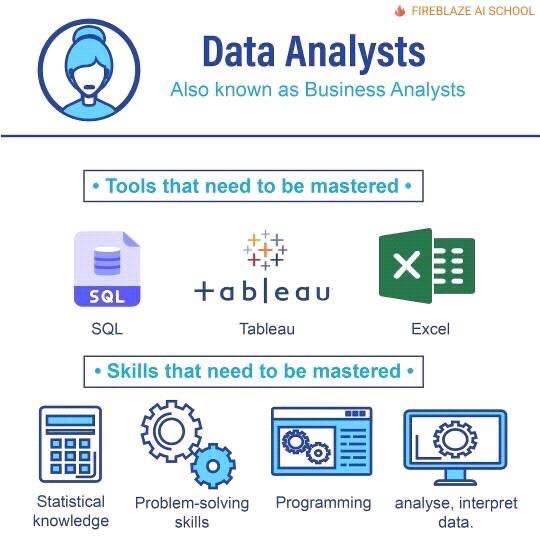 FIREBLAZE AI SCHOOL
Data Analysts
Also known as Business Analysts
• Tools that need to be mastered •
SQL
+ableau
SQL
Tableau
Excel
• Skills that need to be mastered •
Statistical
knowledge
Problem-solving
skills
Programming
analyse, interpret
data.